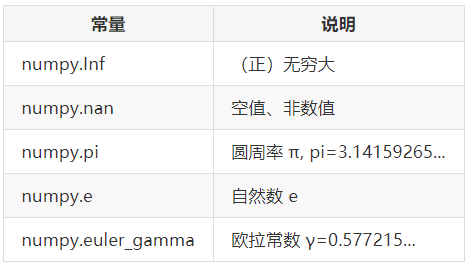 常量 说明
numpy.Inf （正）无穷大
numpy.nan 空值、非数值
numpy.pi 圆周率 π, pi=3.14159265...
numpy.e 自然数 e
numpy.euler_gamma 欧拉常数 γ=0.577215...